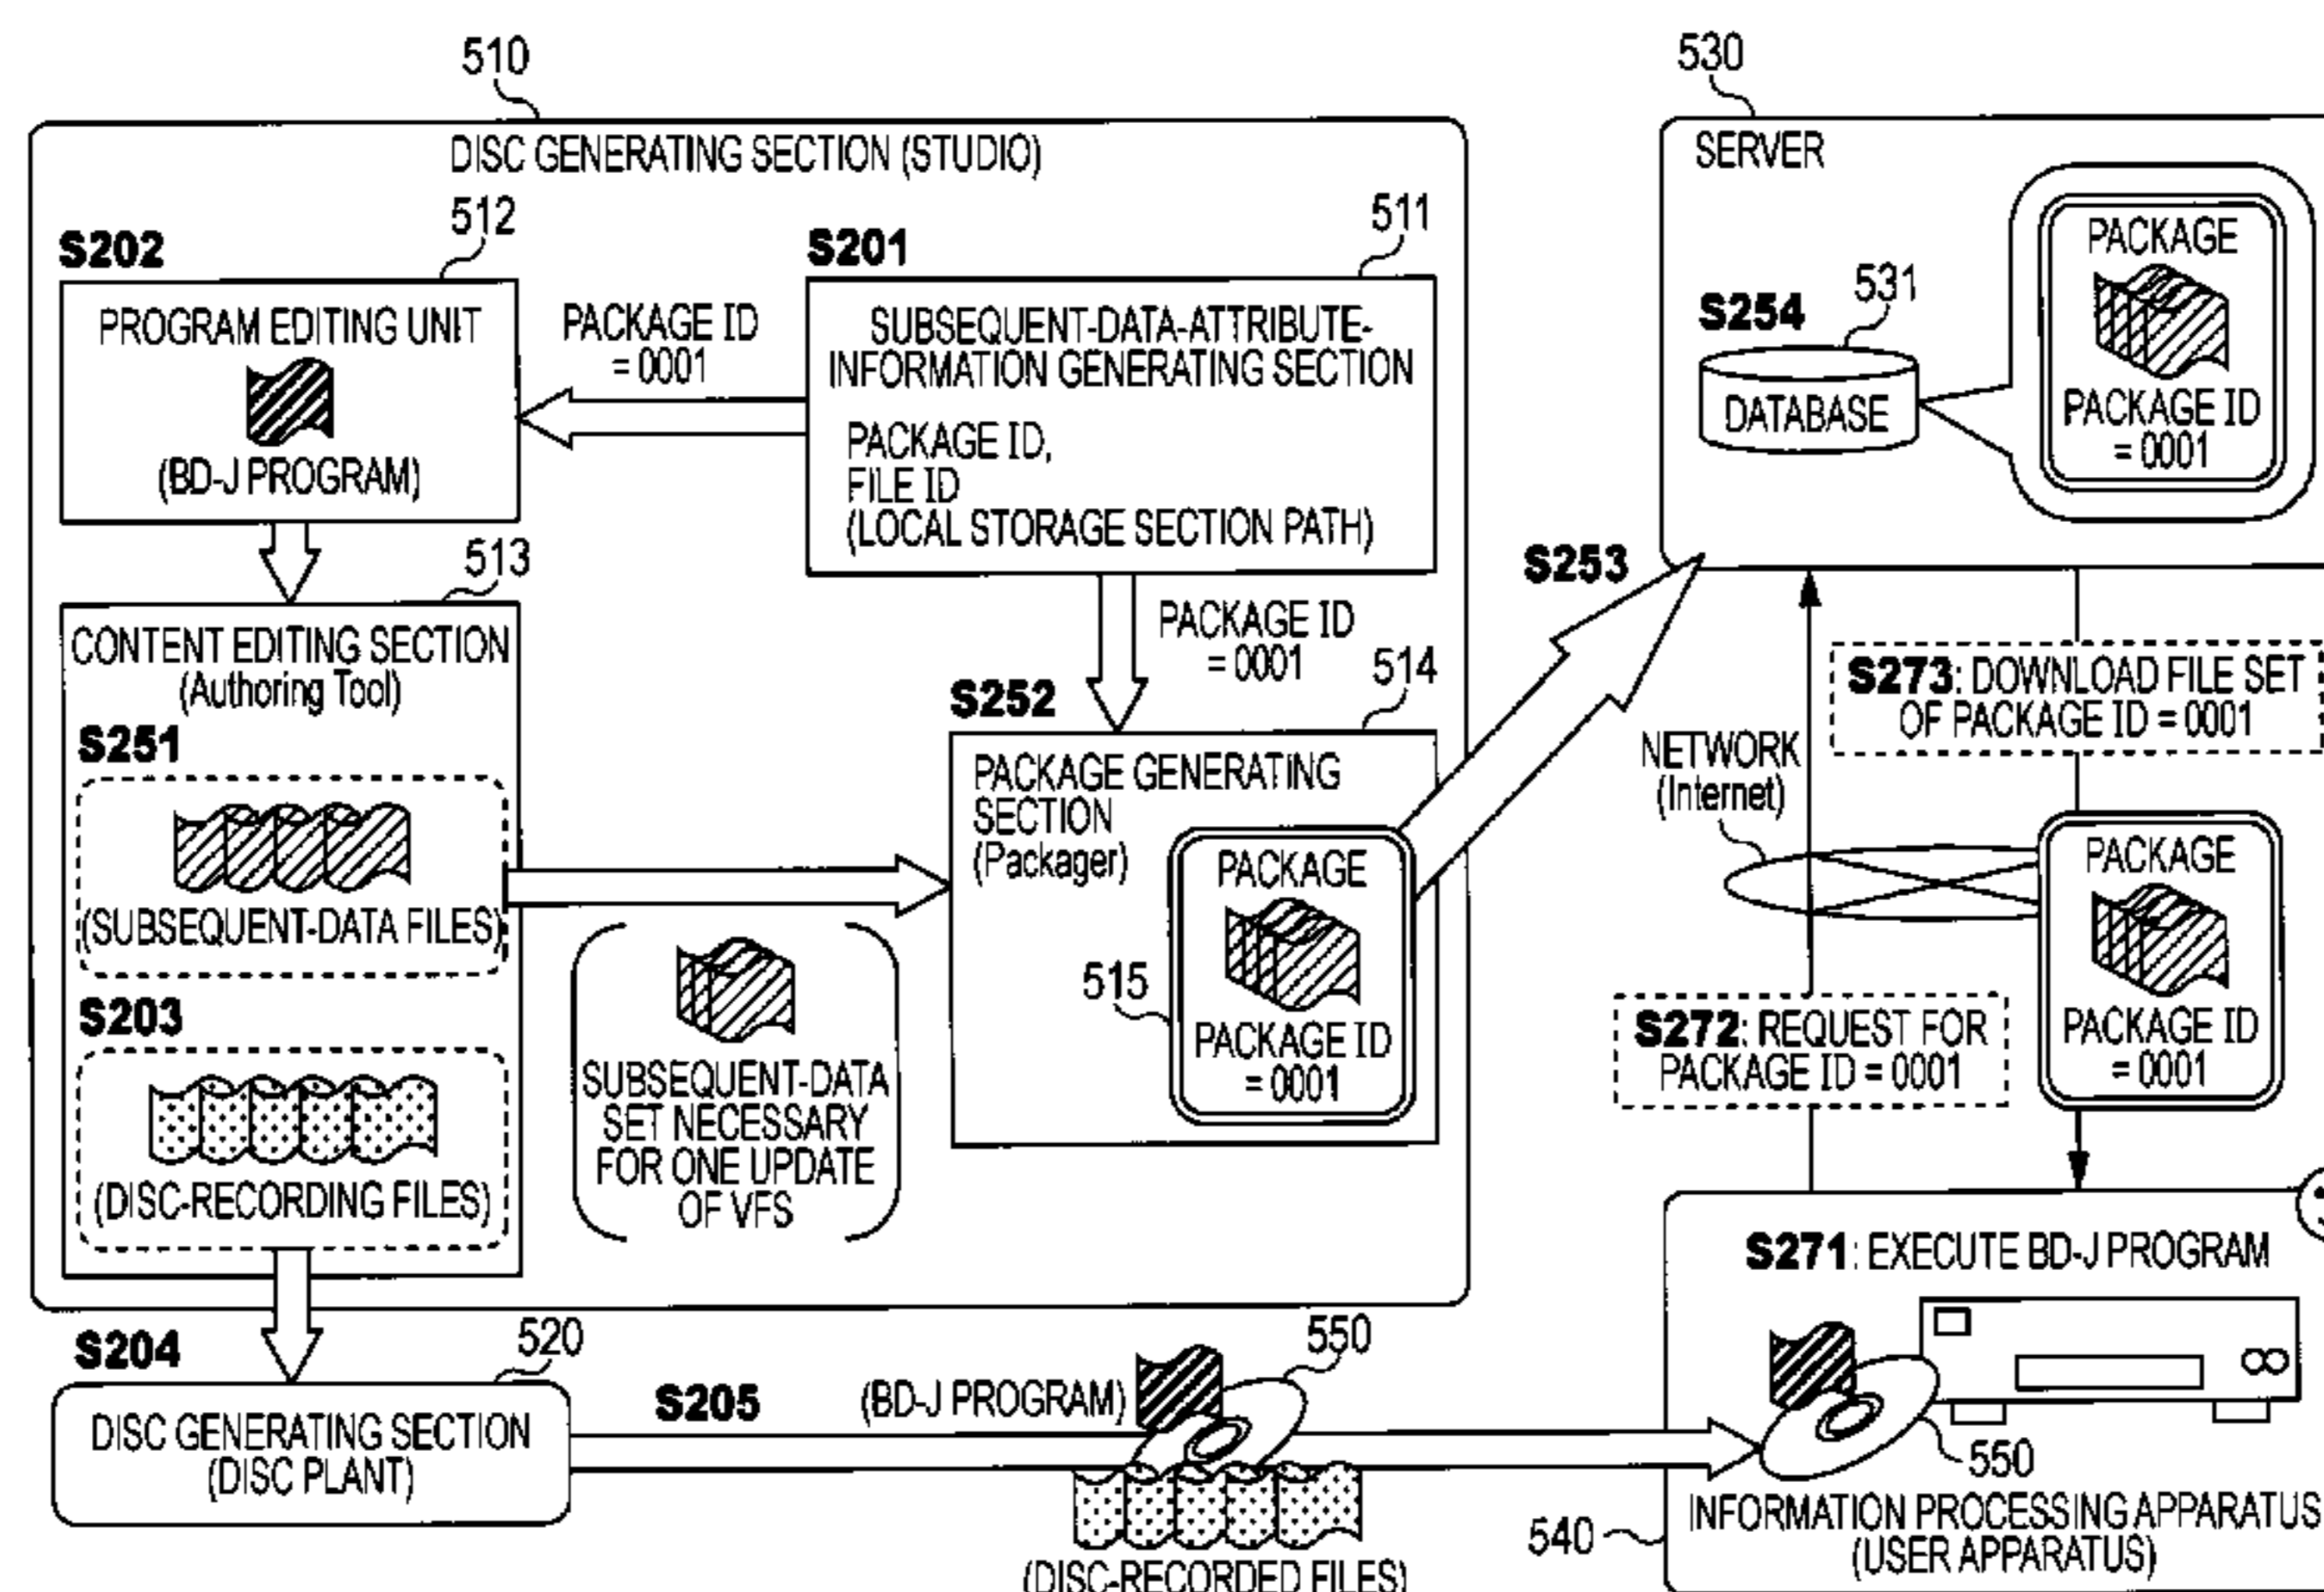 510
DISC GENERATING SECTION (STUDIO)
S202
512
PROGRAM EDITING UNIT
(BD-J PROGRAM)
PACKAGE ID
= 0001
S201
511
SUBSEQUENT-DATA-ATTRIBUTE-
INFORMATION GENERATING SECTION
PACKAGE ID,
FILE ID
(LOCAL STORAGE SECTION PATH)
513
CONTENT EDITING SECTION
(Authoring Tool)
S251
(SUBSEQUENT-DATA FILES)
S203
(DISC-RECORDING FILES)
SUBSEQUENT-DATA
SET NECESSARY
FOR ONE UPDATE
OF VFS
PACKAGE ID
= 0001
S252
514
PACKAGE GENERATING
SECTION
(Packager)
515
PACKAGE
PACKAGE ID
= 0001
S253
530
SERVER
S254
531
DATABASE
PACKAGE
PACKAGE ID
= 0001
S273: DOWNLOAD FILE SET
OF PACKAGE ID = 0001
NETWORK
(Internet)
PACKAGE
PACKAGE ID
= 0001
S272: REQUEST FOR
PACKAGE ID = 0001
S204
520
DISC GENERATING SECTION
(DISC PLANT)
S205
(BD-J PROGRAM)
550
(DISC-RECORDED FILES)
S271: EXECUTE BD-J PROGRAM
550
540
INFORMATION PROCESSING APPARATUS
(USER APPARATUS)